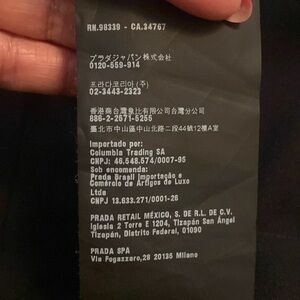 RN.98339 - CA.34767
プラダジャパン株式会社
0120-559-914
프라다코리아 (주)
02-3443-2323
香港商台灣魯比有限公司台灣分公司
886-2-2571-5255
臺北市中山區中山北路二段44號12樓A室
Importado por:
Columbia Trading SA
CNPJ: 46.548.574/0007-95
Sob encomenda:
Prada Brasil Importação e
Comércio de Artigos de Luxo
Ltda
CNPJ 13.633.271/0001-26
PRADA RETAIL MÉXICO, S. DE R.L. DE C.V.
Iglesia 2 Torre E 1204, Tizapán San Ángel
Tizapán, Distrito Federal, 01090
PRADA SPA
Via Fogazzaro,28 20135 Milano